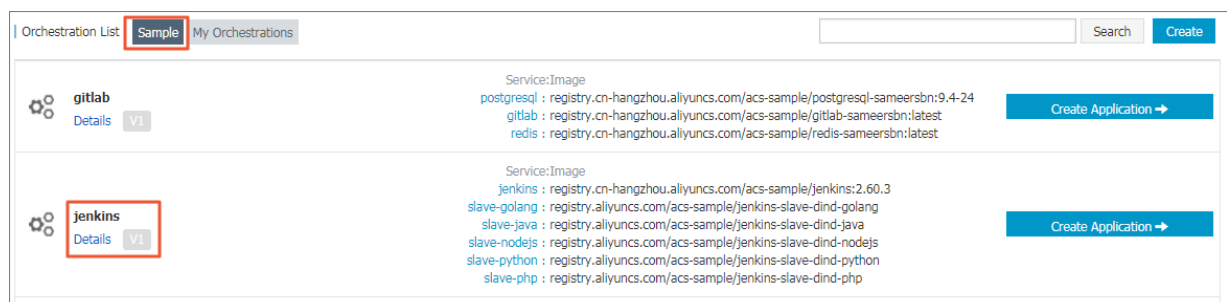 Orchestration List Sample My Orchestrations Search Create
Service:Image
gitlab
Details V1
postgresql : registry.cn-hangzhou.aliyuncs.com/acs-sample/postgresql-sameersbn:9.4-24
gitlab : registry.cn-hangzhou.aliyuncs.com/acs-sample/gitlab-sameersbn:latest
redis : registry.cn-hangzhou.aliyuncs.com/acs-sample/redis-sameersbn:latest
Create Application →
Service:Image
jenkins
Details V1
jenkins : registry.cn-hangzhou.aliyuncs.com/acs-sample/jenkins:2.60.3
slave-golang : registry.aliyuncs.com/acs-sample/jenkins-slave-dind-golang
slave-java : registry.aliyuncs.com/acs-sample/jenkins-slave-dind-java
slave-nodejs : registry.aliyuncs.com/acs-sample/jenkins-slave-dind-nodejs
slave-python : registry.aliyuncs.com/acs-sample/jenkins-slave-dind-python
slave-php : registry.aliyuncs.com/acs-sample/jenkins-slave-dind-php
Create Application →